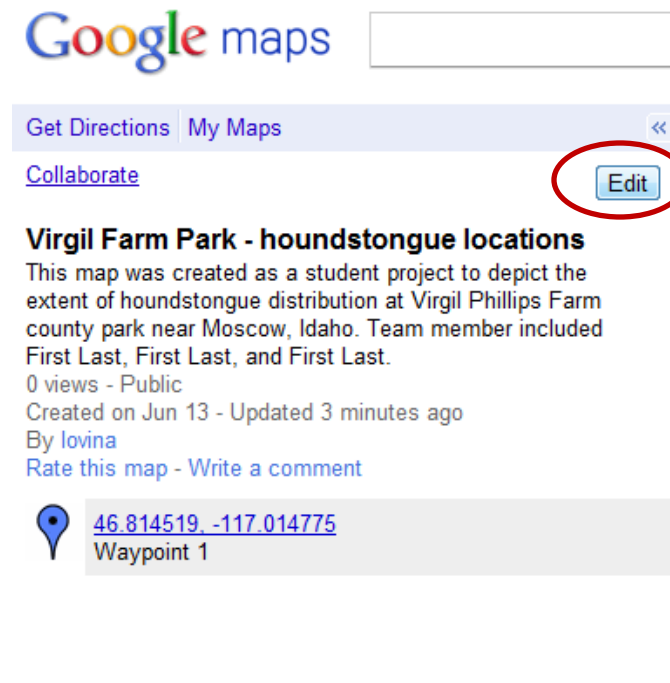 Google maps
Get Directions My Maps «
Collaborate
Edit
Virgil Farm Park - houndstongue locations
This map was created as a student project to depict the
extent of houndstongue distribution at Virgil Phillips Farm
county park near Moscow, Idaho. Team member included
First Last, First Last, and First Last.
0 views - Public
Created on Jun 13 - Updated 3 minutes ago
By lovina
Rate this map - Write a comment
46.814519, -117.014775
Waypoint 1